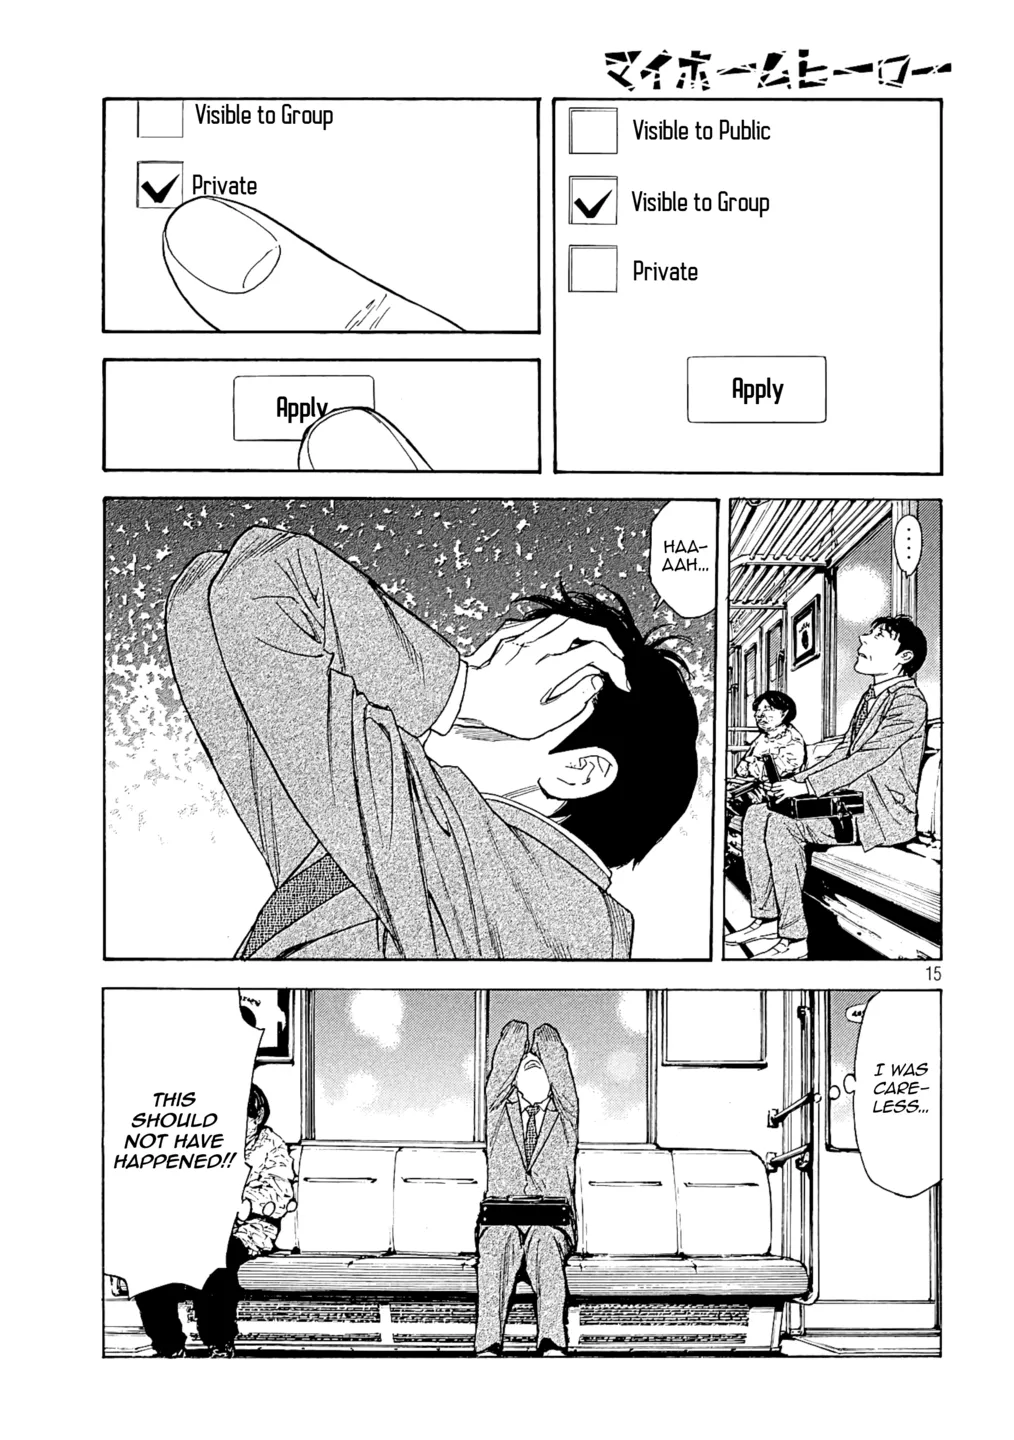 マイホームヒーロー
Visible to Public
Visible to Group
Private
Apply
Visible to Group
Private
Apply
....
HAA-
AAH...
15
I WAS
CARE-
LESS...
THIS
SHOULD
NOT HAVE
HAPPENED!!